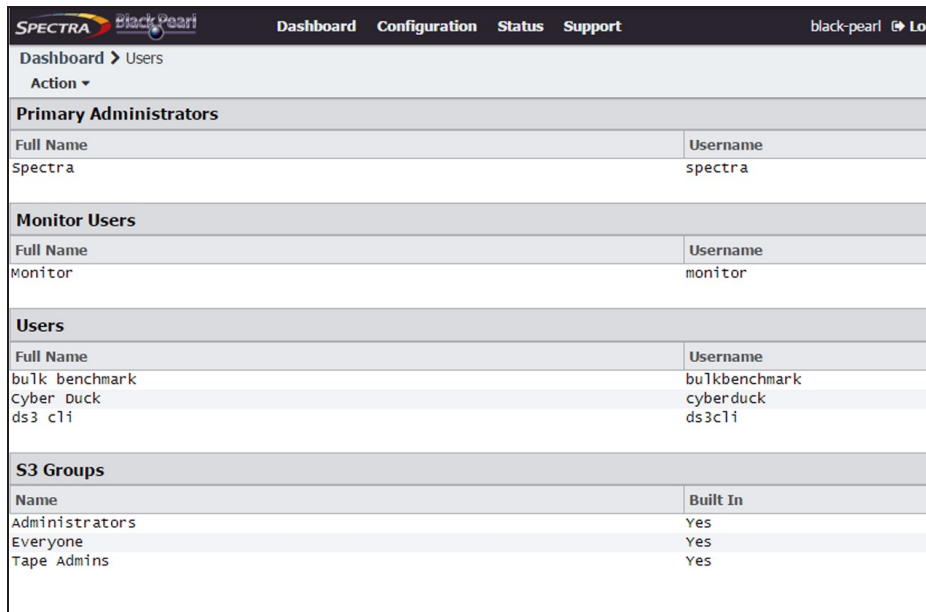 SPECTRA BlackPearl Dashboard Configuration Status Support black-pearl Lo
Dashboard > Users
Action
Primary Administrators
Full Name Username
Spectra spectra
Monitor Users
Full Name Username
Monitor monitor
Users
Full Name Username
bulk benchmark bulkbenchmark
Cyber Duck cyberduck
ds3 cli ds3cli
S3 Groups
Name Built In
Administrators Yes
Everyone Yes
Tape Admins Yes